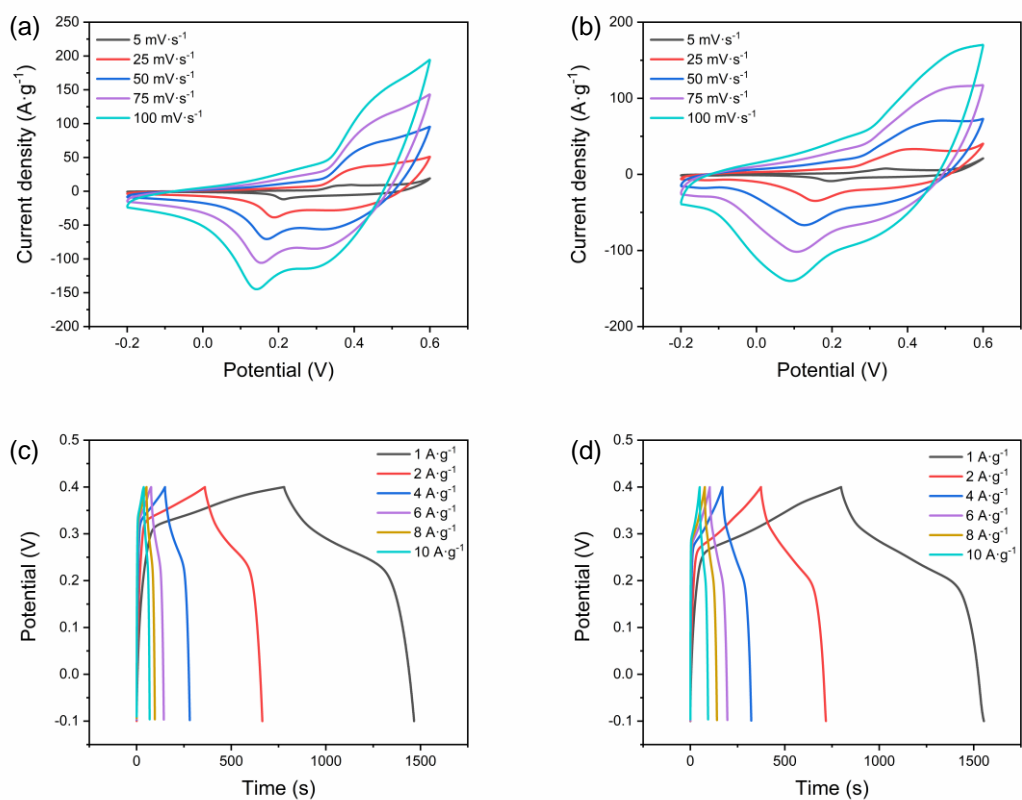 (a)
250
200
150
100
50
0
-50
-100
-150
-200
Current density (A·g⁻¹)
5 mV·s⁻¹
25 mV·s⁻¹
50 mV·s⁻¹
75 mV·s⁻¹
100 mV·s⁻¹
-0.2 0.0 0.2 0.4 0.6
Potential (V)
(b)
200
100
0
-100
-200
Current density (A·g⁻¹)
5 mV·s⁻¹
25 mV·s⁻¹
50 mV·s⁻¹
75 mV·s⁻¹
100 mV·s⁻¹
-0.2 0.0 0.2 0.4 0.6
Potential (V)
(c)
0.5
0.4
0.3
0.2
0.1
0.0
-0.1
Potential (V)
1 A·g⁻¹
2 A·g⁻¹
4 A·g⁻¹
6 A·g⁻¹
8 A·g⁻¹
10 A·g⁻¹
0 500 1000 1500
Time (s)
(d)
0.5
0.4
0.3
0.2
0.1
0.0
-0.1
Potential (V)
1 A·g⁻¹
2 A·g⁻¹
4 A·g⁻¹
6 A·g⁻¹
8 A·g⁻¹
10 A·g⁻¹
0 500 1000 1500
Time (s)